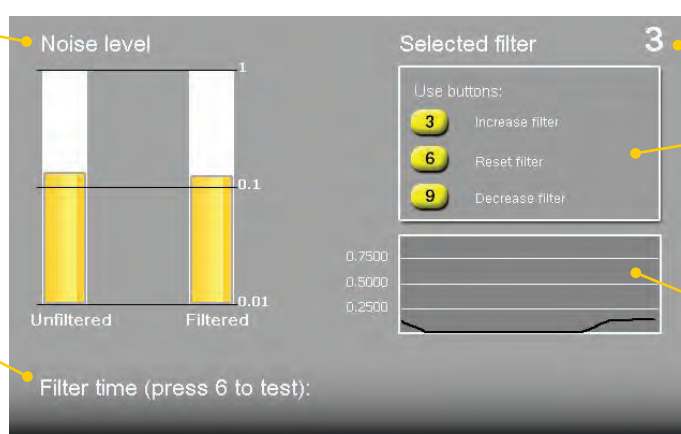 Noise level
1
0.1
0.01
Unfiltered
Filtered
Selected filter
3
Use buttons:
3 Increase filter
6 Reset filter
9 Decrease filter
0.7500
0.5000
0.2500
Filter time (press 6 to test):